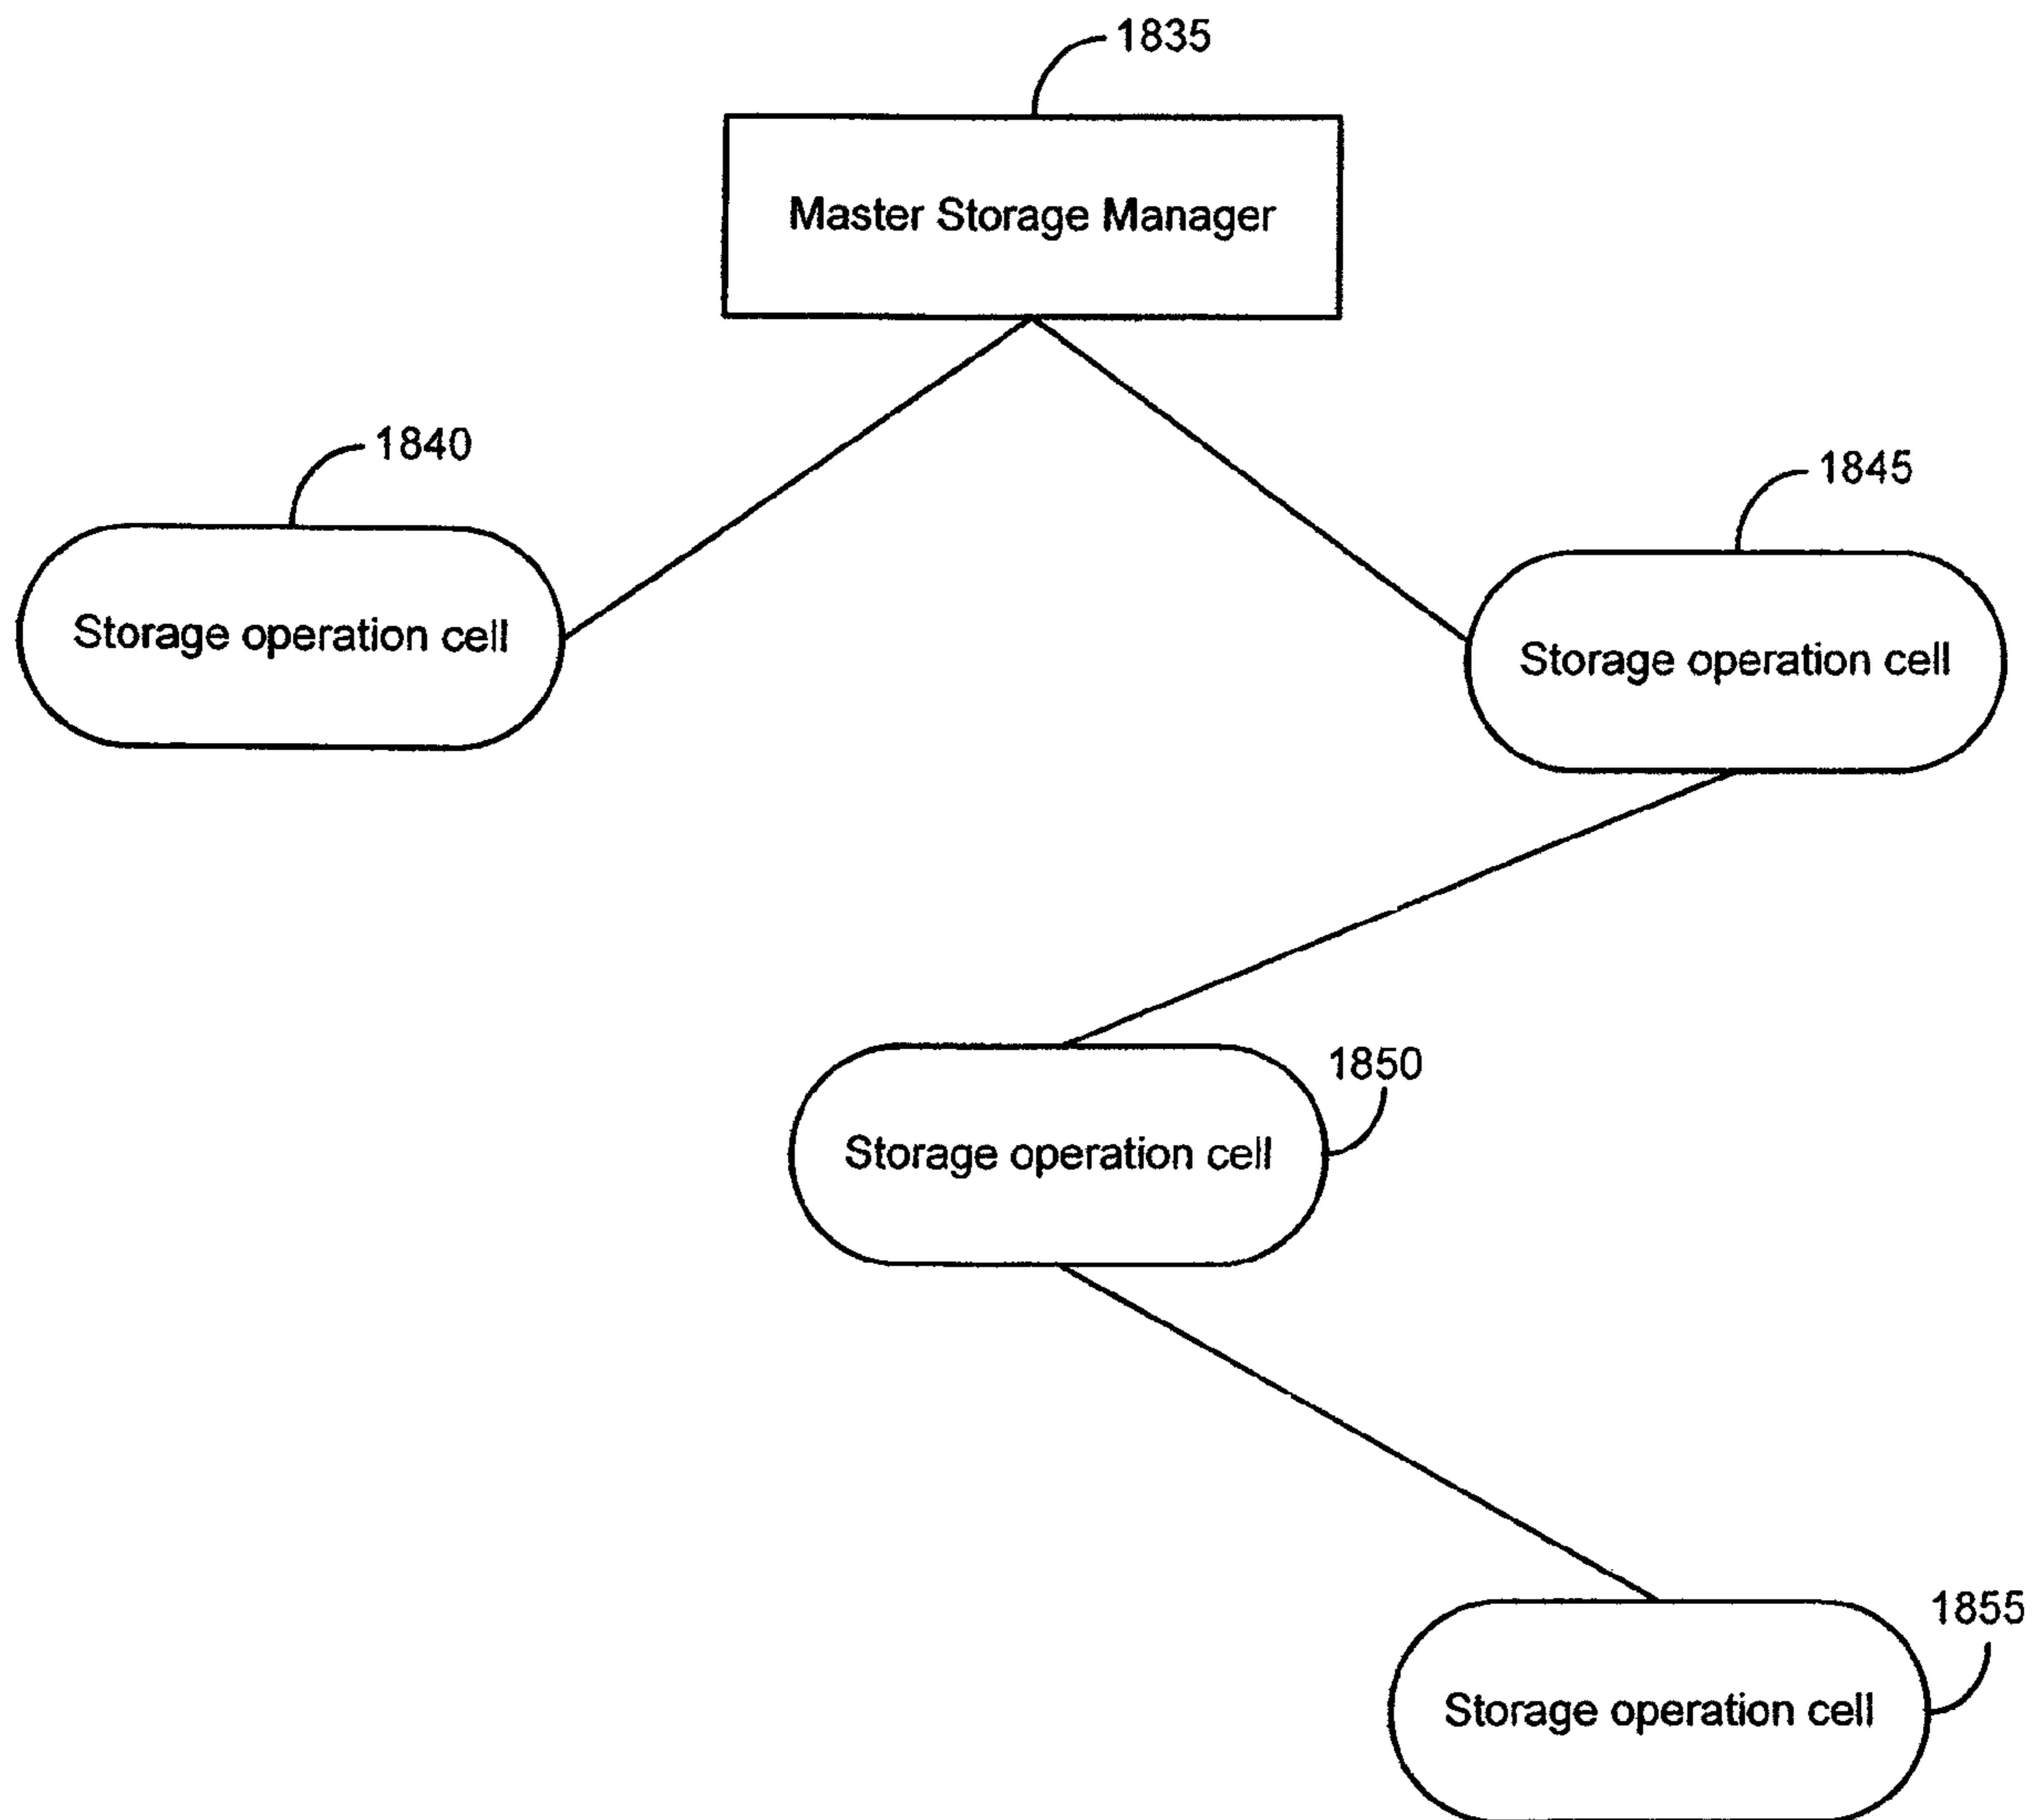 1835
Master Storage Manager
1840
1845
Storage operation cell
Storage operation cell
1850
Storage operation cell
1855
Storage operation cell